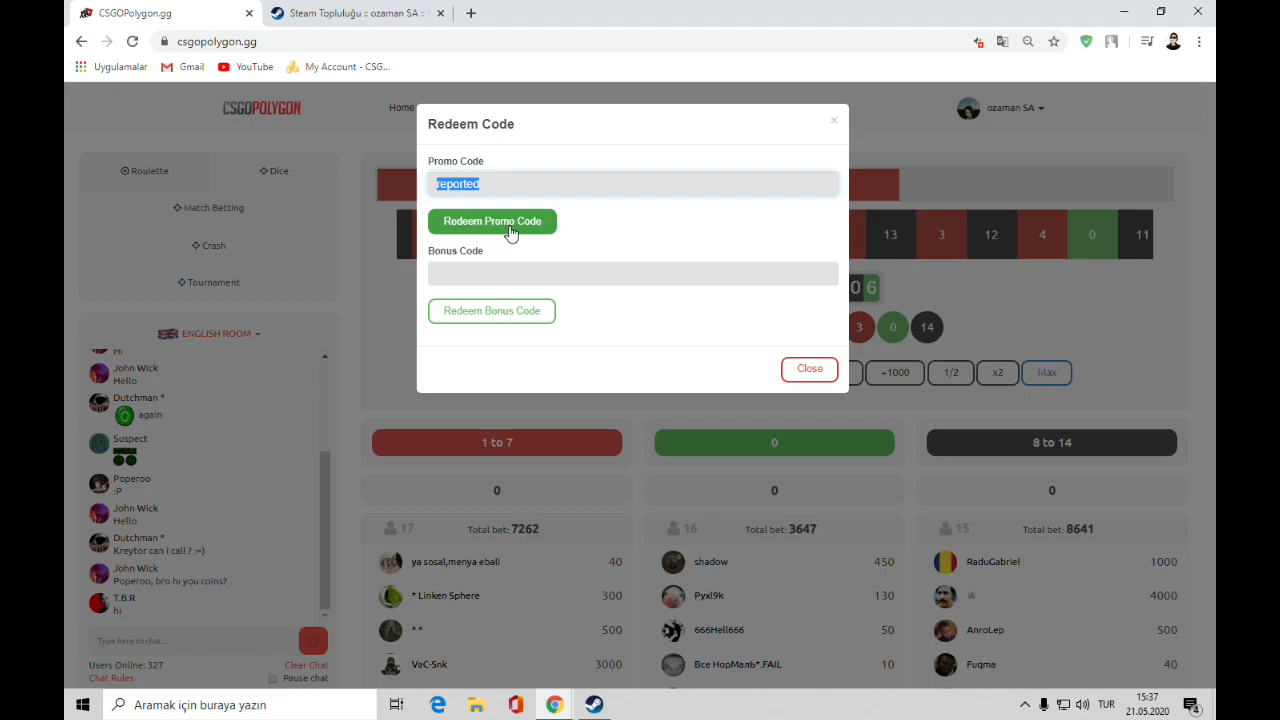 CSGOPolygon.gg
Steam Topluluğu :: ozaman SA ::
csgopolygon.gg
Uygulamalar Gmail YouTube My Account - CSG...
CSGOPOLYGON Home ozaman SA
Redeem Code ×
Promo Code
reported
Redeem Promo Code
Bonus Code
Redeem Bonus Code
Close
Roulette Dice
Match Betting
Crash
Tournament
13 3 12 4 0 11
0 6
3 0 14
+1000 1/2 x2 Max
ENGLISH ROOM
Hi
John Wick
Hello
Dutchman *
again
Suspect
Poperoo
:P
John Wick
Hello
Dutchman *
Kreytor can i call ? :=)
John Wick
Poperoo, bro hı you coins?
T.B.R
hi
Type here to chat...
Users Online: 327 Clear Chat
Chat Rules Pause chat
1 to 7 0 8 to 14
0 0 0
17 Total bet: 7262 16 Total bet: 3647 15 Total bet: 8641
ya sosal,menya ebali 40 shadow 450 RaduGabriel 1000
* Linken Sphere 300 Pyxl9k 130 4000
* * 500 666Hell666 50 AnroLep 500
VaC-Snk 3000 Все НорМалЬ*.FAIL 10 Fuqma 40
Aramak için buraya yazın
TUR
15:37
21.05.2020
4